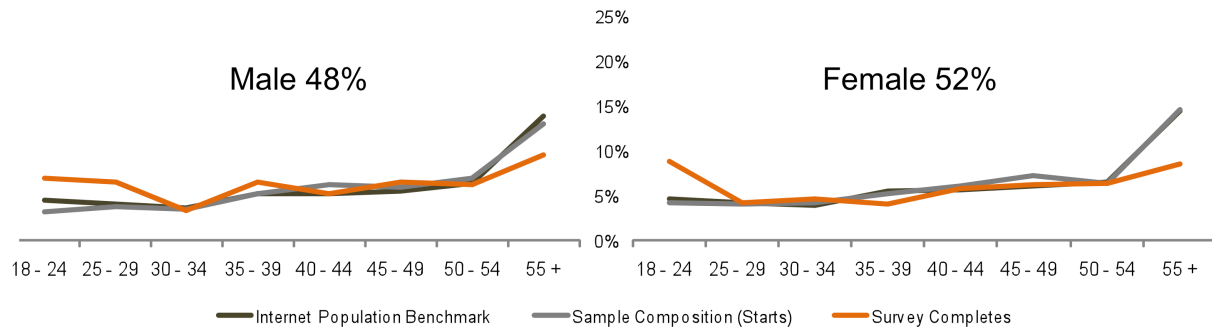 Male 48%
25%
20%
15%
10%
5%
0%
Female 52%
18 - 24 25 - 29 30 - 34 35 - 39 40 - 44 45 - 49 50 - 54 55 +
18 - 24 25 - 29 30 - 34 35 - 39 40 - 44 45 - 49 50 - 54 55 +
Internet Population Benchmark Sample Composition (Starts) Survey Completes